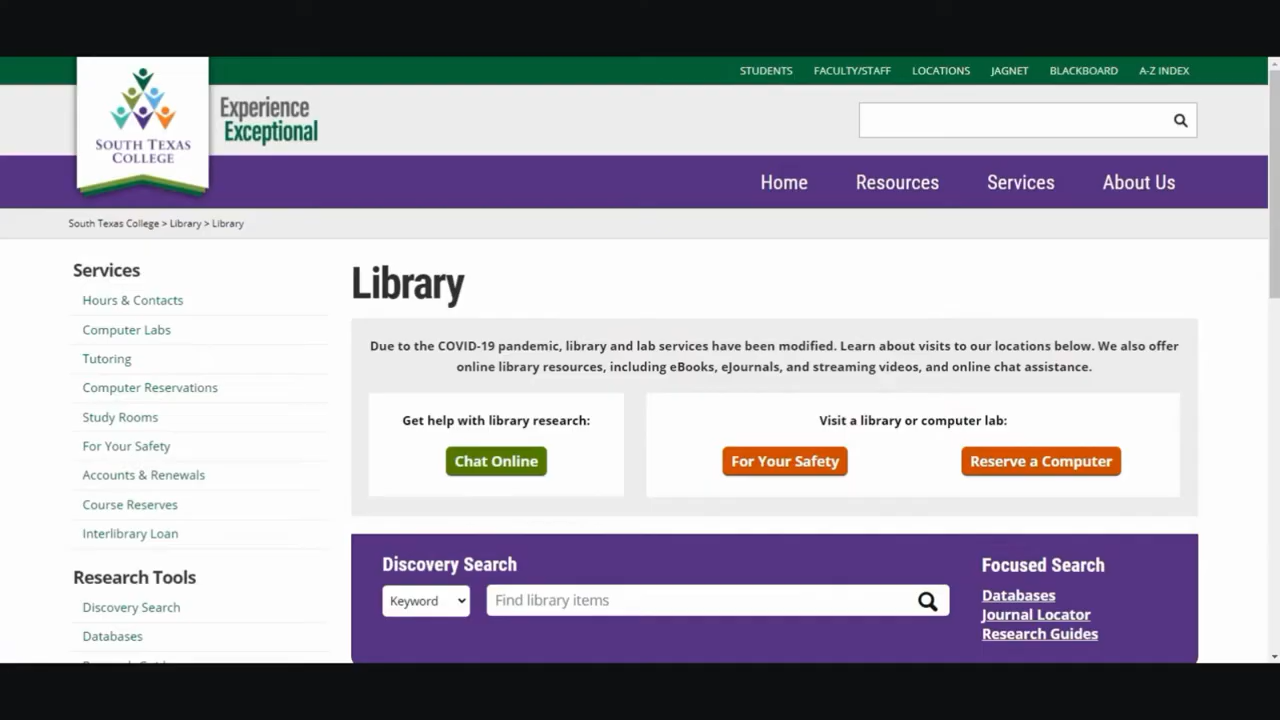 STUDENTS FACULTY/STAFF LOCATIONS JAGNET BLACKBOARD A-Z INDEX
SOUTH TEXAS
COLLEGE
Experience
Exceptional
Home Resources Services About Us
South Texas College > Library > Library
Services
Hours & Contacts
Computer Labs
Tutoring
Computer Reservations
Study Rooms
For Your Safety
Accounts & Renewals
Course Reserves
Interlibrary Loan
Research Tools
Discovery Search
Databases
Library
Due to the COVID-19 pandemic, library and lab services have been modified. Learn about visits to our locations below. We also offer
online library resources, including eBooks, eJournals, and streaming videos, and online chat assistance.
Get help with library research:
Chat Online
Visit a library or computer lab:
For Your Safety Reserve a Computer
Discovery Search
Keyword Find library items
Focused Search
Databases
Journal Locator
Research Guides